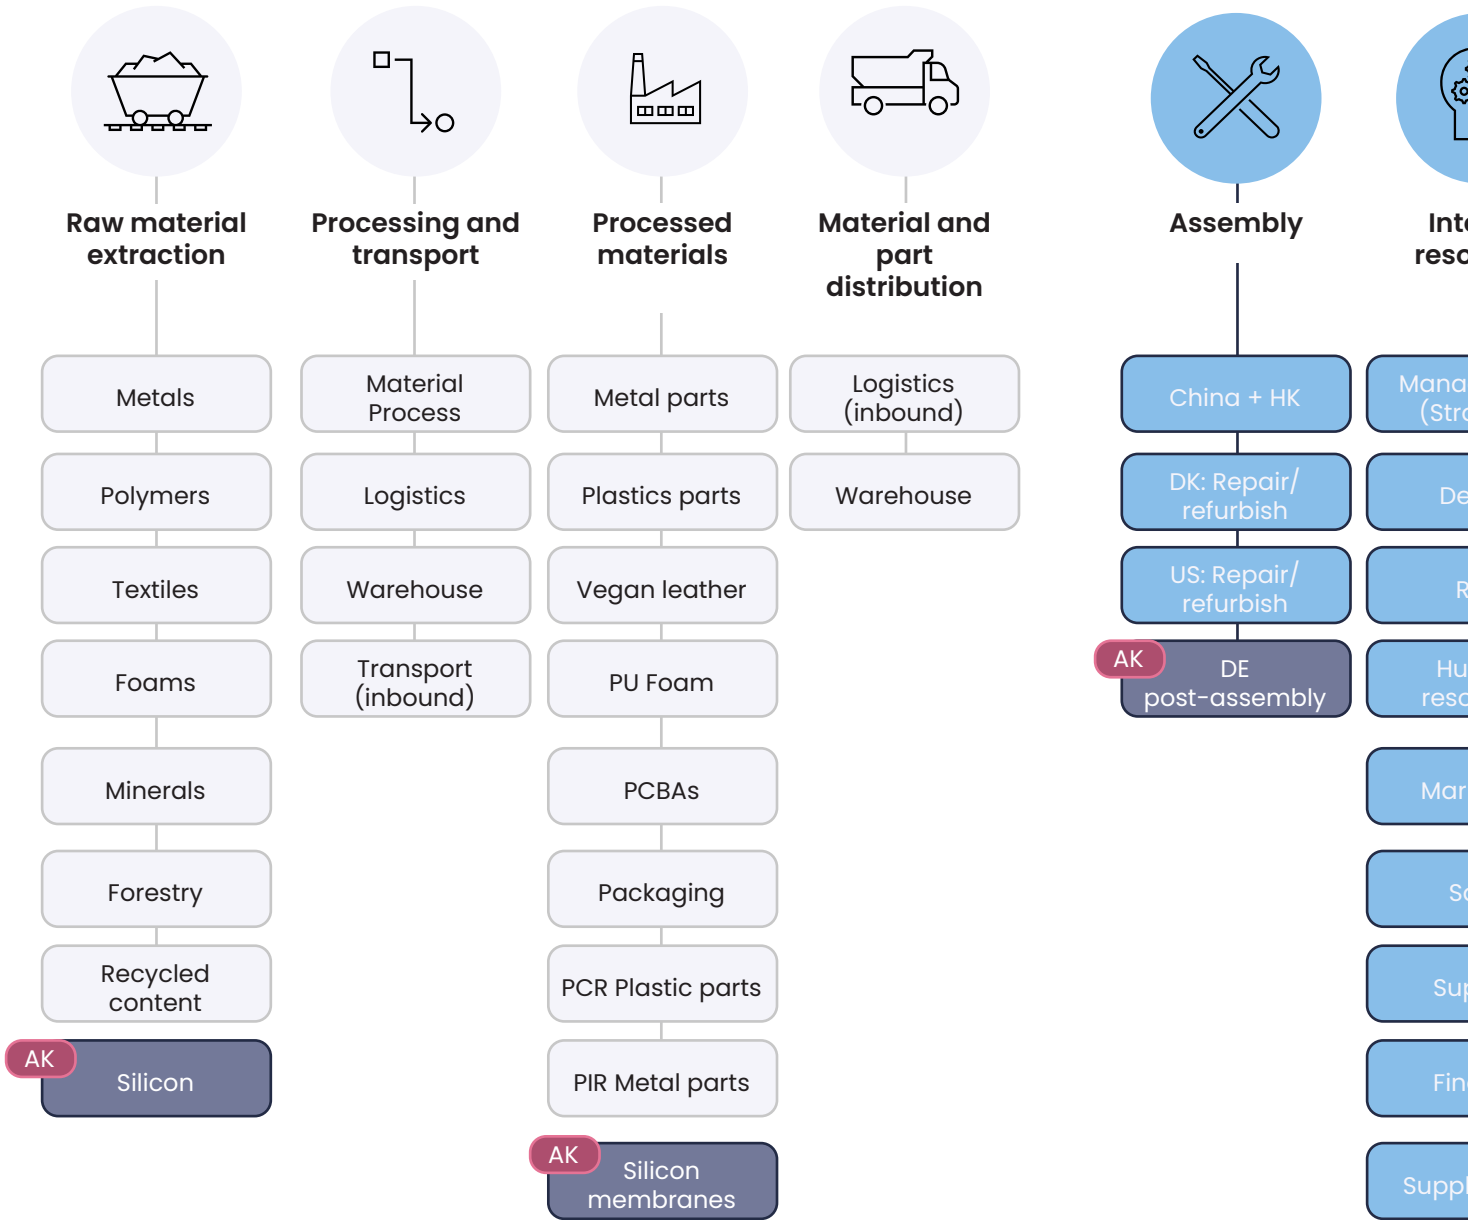 Raw material
extraction
Metals
Polymers
Textiles
Foams
Minerals
Forestry
Recycled
content
AK
Silicon
Processing and
transport
Material
Process
Logistics
Warehouse
Transport
(inbound)
Processed
materials
Metal parts
Plastics parts
Vegan leather
PU Foam
PCBAs
Packaging
PCR Plastic parts
PIR Metal parts
AK
Silicon
membranes
Material and
part
distribution
Logistics
(inbound)
Warehouse
Assembly
China + HK
DK: Repair/
refurbish
US: Repair/
refurbish
AK
DE
post-assembly